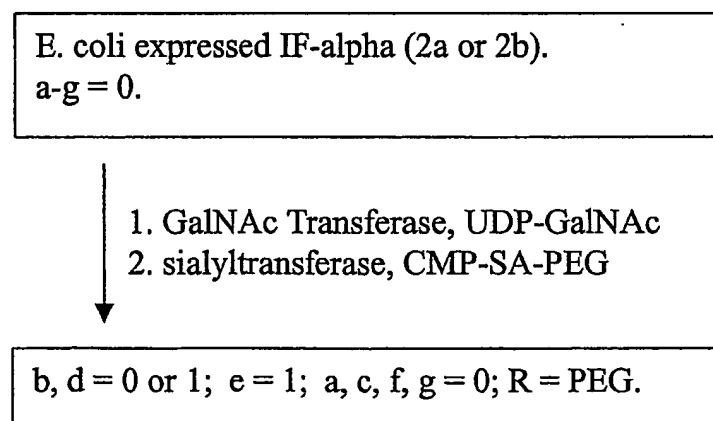 E. coli expressed IF-alpha (2a or 2b).
a-g = 0.
1. GalNAc Transferase, UDP-GalNAc
2. sialyltransferase, CMP-SA-PEG
b, d = 0 or 1; e = 1; a, c, f, g = 0; R = PEG.